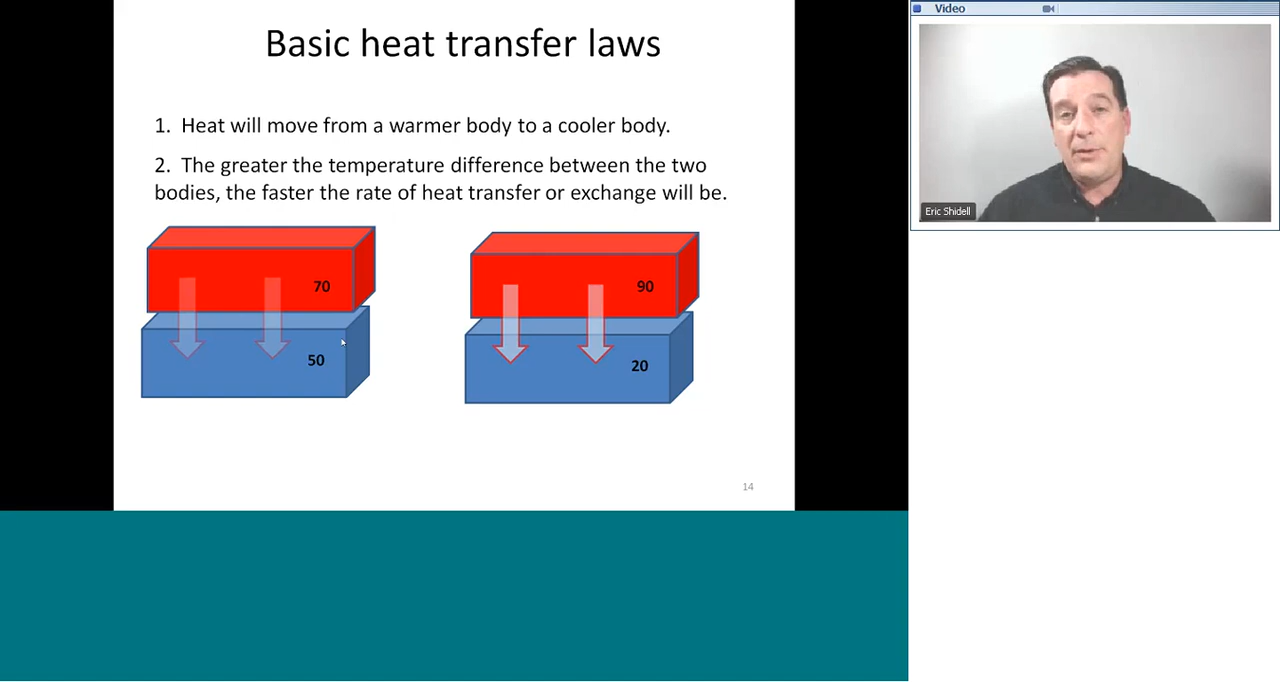 Basic heat transfer laws
1. Heat will move from a warmer body to a cooler body.
2. The greater the temperature difference between the two
bodies, the faster the rate of heat transfer or exchange will be.
70
50
90
20
14
Video
Eric Shidell